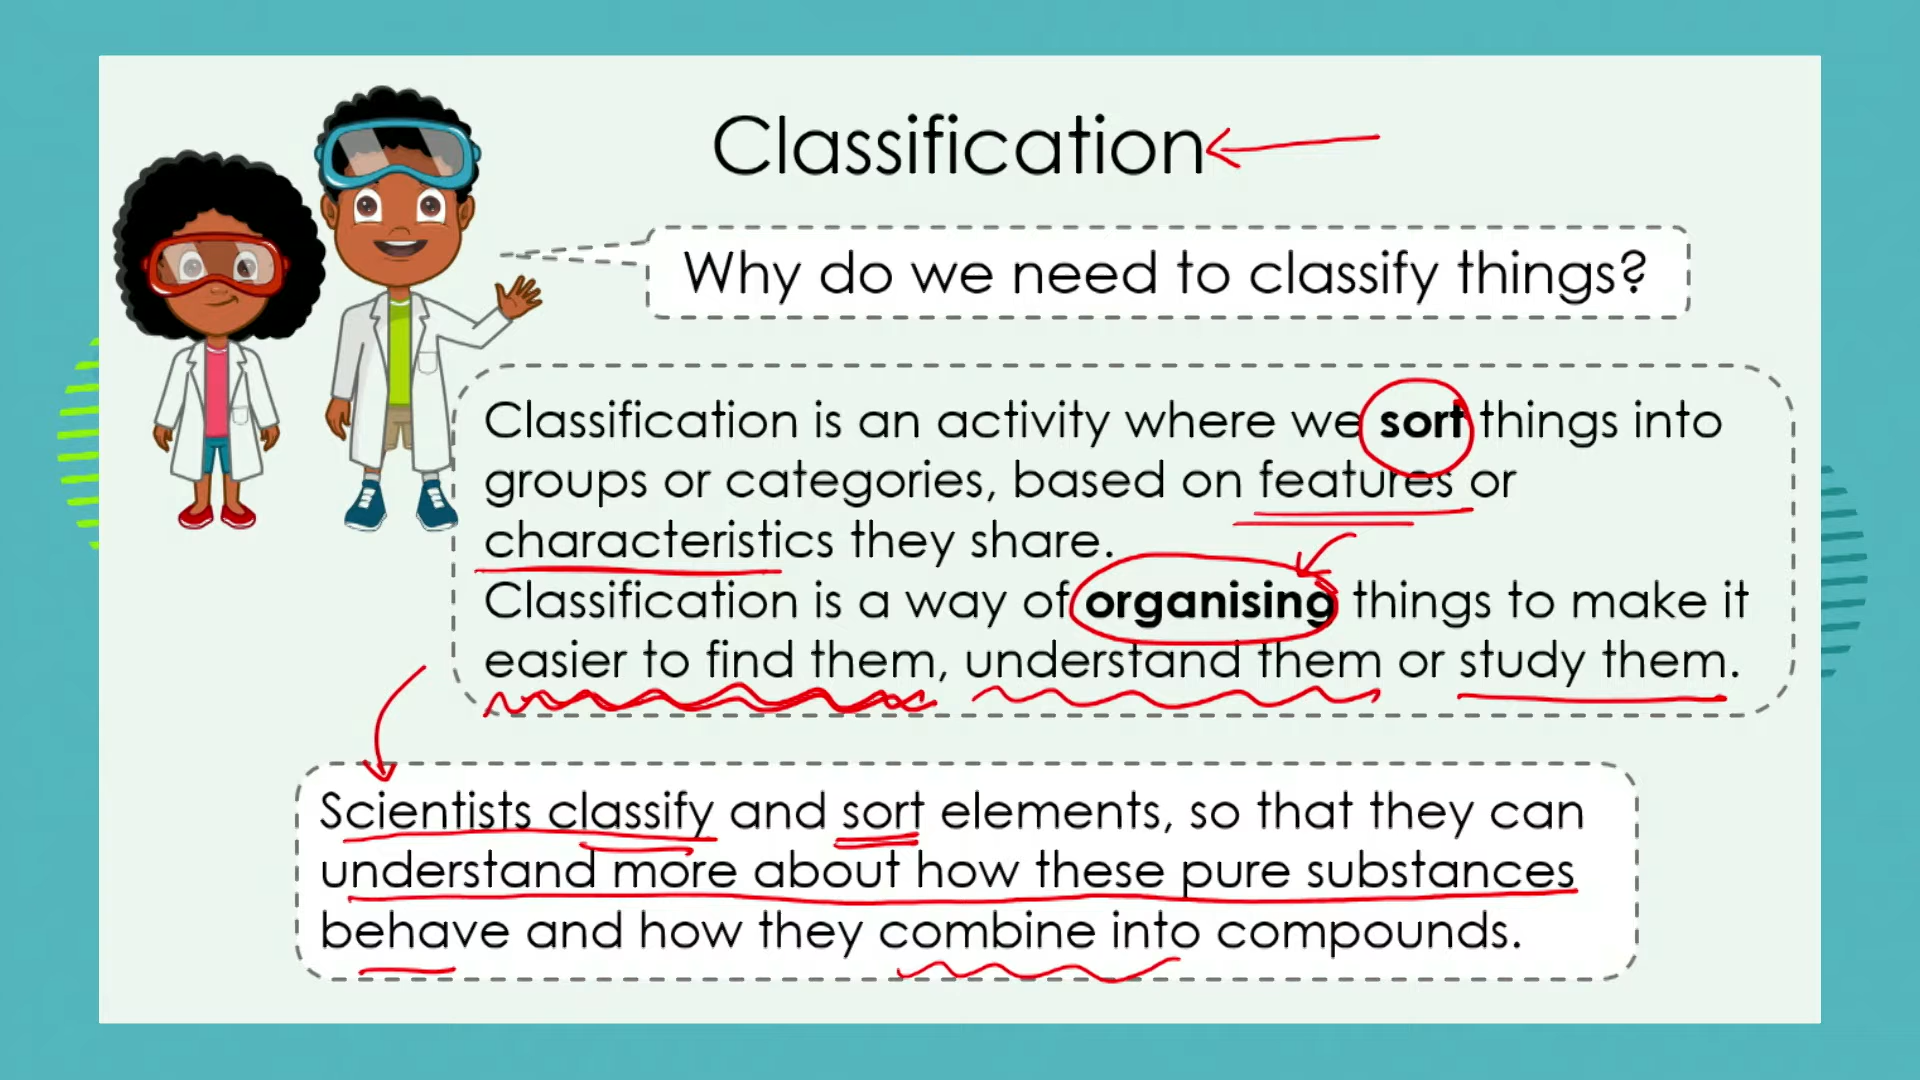 Classification
Why do we need to classify things?
Classification is an activity where we sort things into
groups or categories, based on features or
characteristics they share.
Classification is a way of organising things to make it
easier to find them, understand them or study them.
Scientists classify and sort elements, so that they can
understand more about how these pure substances
behave and how they combine into compounds.